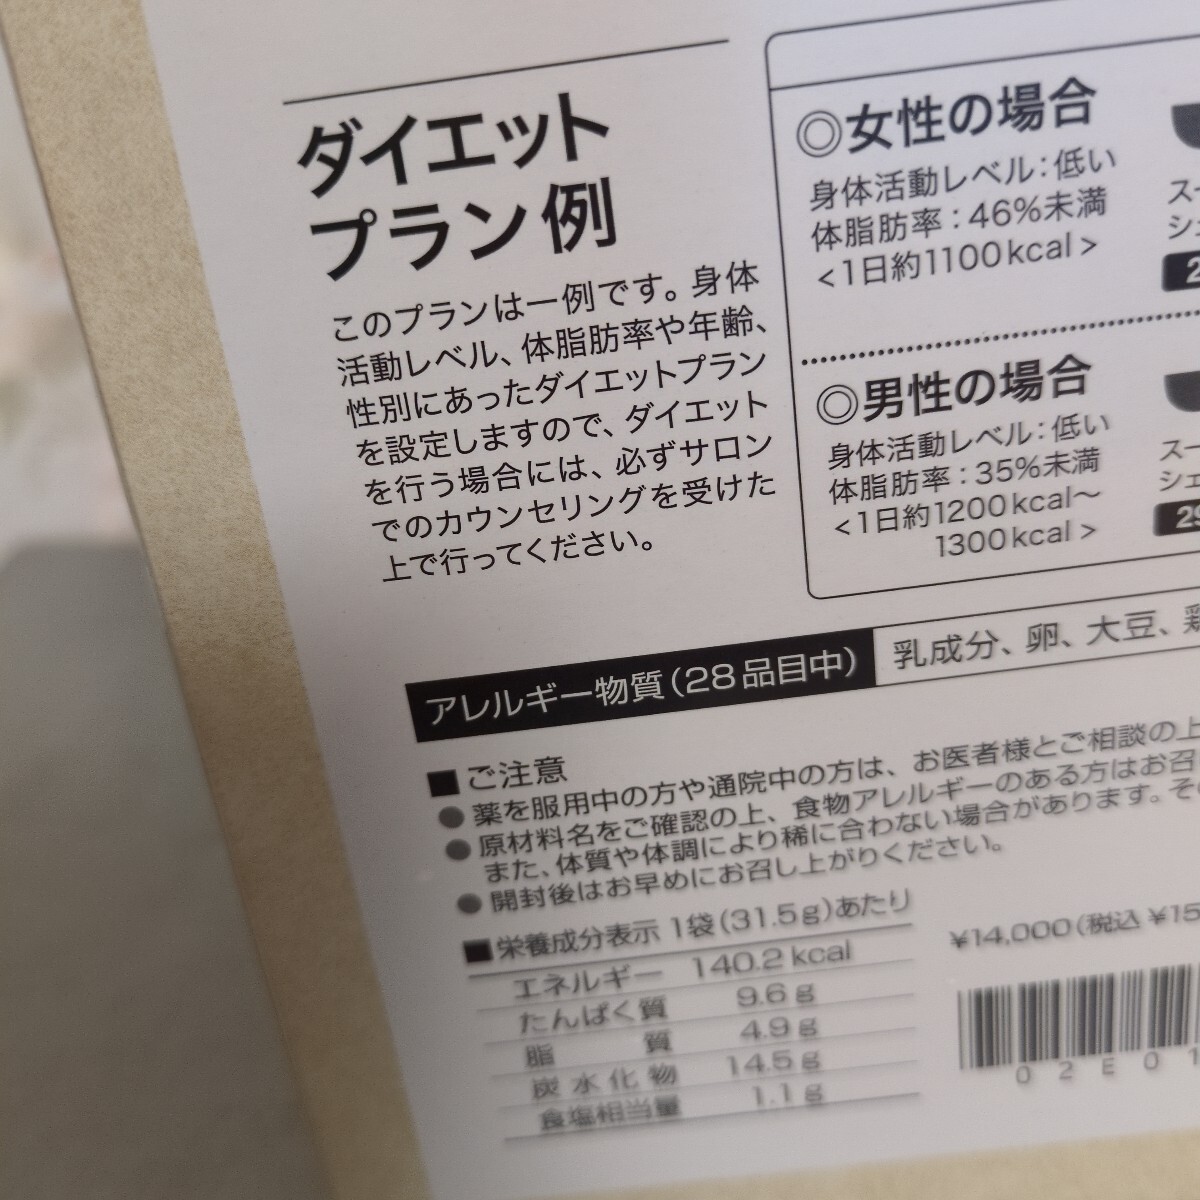 ダイエット
プラン例
このプランは一例です。身体
活動レベル、体脂肪率や年齢、
性別にあったダイエットプラン
を設定しますので、ダイエット
を行う場合には、必ずサロン
でのカウンセリングを受けた
上で行ってください。
◎女性の場合
身体活動レベル：低い
体脂肪率：46%未満
<1日約1100kcal>
スー
シェ
2
◎男性の場合
身体活動レベル：低い
体脂肪率：35%未満
<1日約1200kcal～
1300kcal>
スー
シェ
29
アレルギー物質(28品目中)
乳成分、卵、大豆、鶏
■ご注意
●薬を服用中の方や通院中の方は、お医者様とご相談の上
●原材料名をご確認の上、食物アレルギーのある方はお召
また、体質や体調により稀に合わない場合があります。そ
●開封後はお早めにお召し上がりください。
■栄養成分表示 1袋(31.5g)あたり
エネルギー 140.2kcal
たんぱく質 9.6g
脂質 4.9g
炭水化物 14.5g
食塩相当量 1.1g
¥14,000(税込¥15
02E01